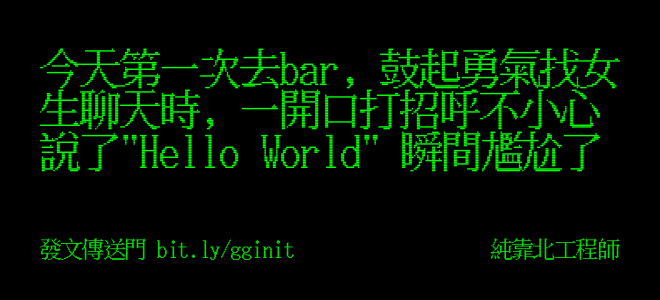 今天第一次去bar, 鼓起勇氣找女
生聊天時, 一開口打招呼不小心
說了"Hello World" 瞬間尷尬了
發文傳送門 bit.ly/gginit
純靠北工程師